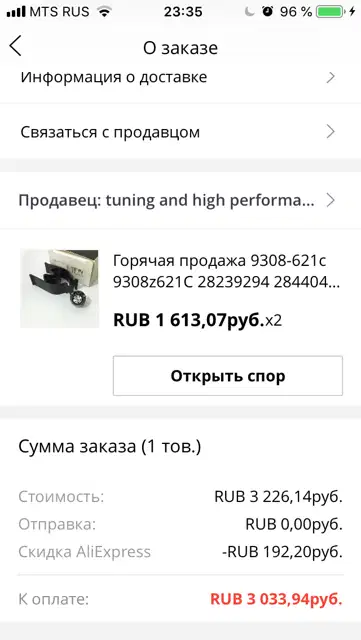 MTS RUS 23:35 96 %
О заказе
Информация о доставке
Связаться с продавцом
Продавец: tuning and high performa...
Горячая продажа 9308-621c
9308z621C 28239294 284404...
RUB 1 613,07руб.x2
Открыть спор
Сумма заказа (1 тов.)
Стоимость: RUB 3 226,14руб.
Отправка: RUB 0,00руб.
Скидка AliExpress -RUB 192,20руб.
К оплате: RUB 3 033,94руб.